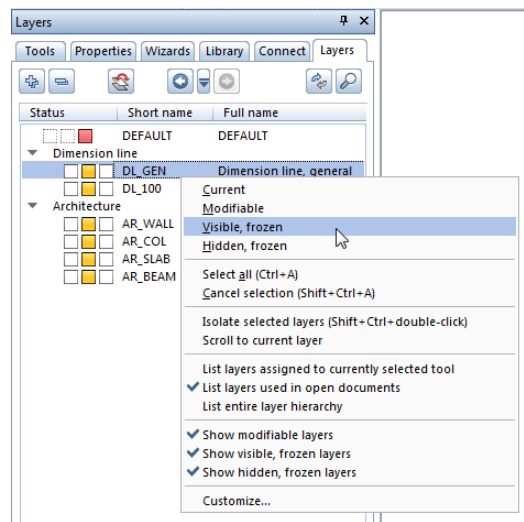 Layers
Tools Properties Wizards Library Connect Layers
Status Short name Full name
DEFAULT DEFAULT
Dimension line
DL_GEN Dimension line, general
DL_100
Architecture
AR_WALL
AR_COL
AR_SLAB
AR_BEAM
Current
Modifiable
Visible, frozen
Hidden, frozen
Select all (Ctrl+A)
Cancel selection (Shift+Ctrl+A)
Isolate selected layers (Shift+Ctrl+double-click)
Scroll to current layer
List layers assigned to currently selected tool
List layers used in open documents
List entire layer hierarchy
Show modifiable layers
Show visible, frozen layers
Show hidden, frozen layers
Customize...